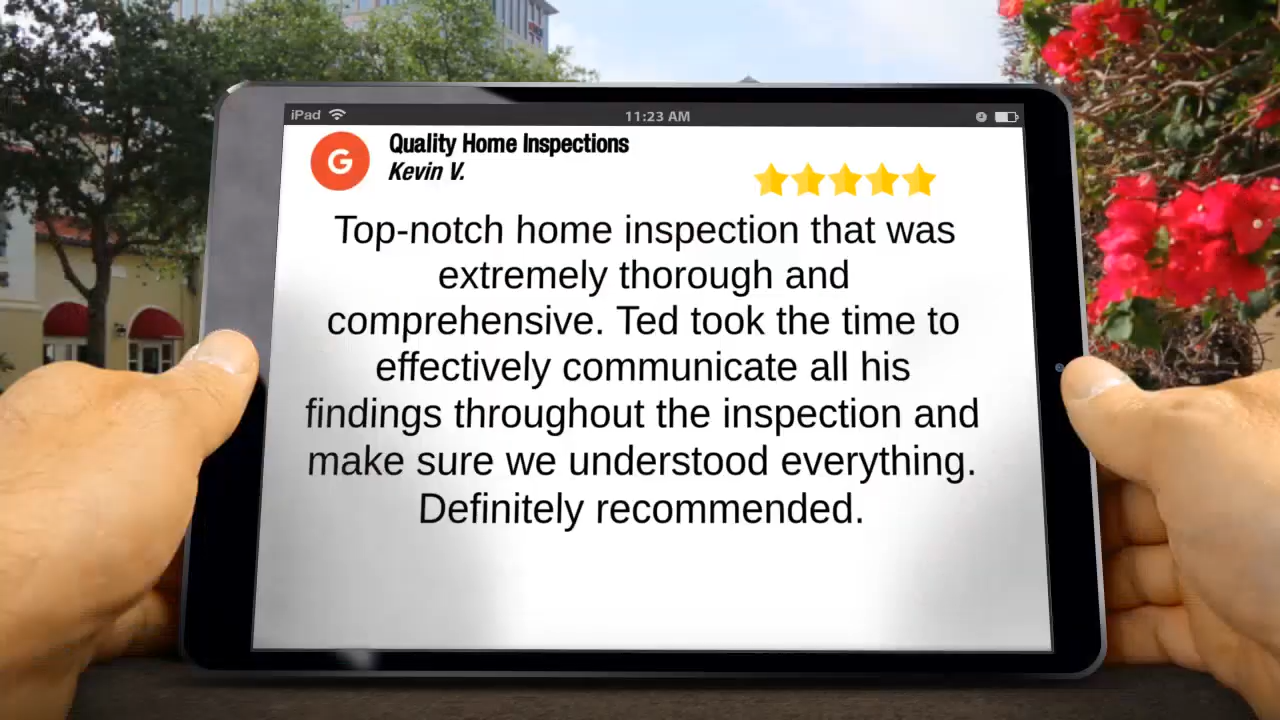 iPad
11:23 AM
G
Quality Home Inspections
Kevin V.
Top-notch home inspection that was
extremely thorough and
comprehensive. Ted took the time to
effectively communicate all his
findings throughout the inspection and
make sure we understood everything.
Definitely recommended.